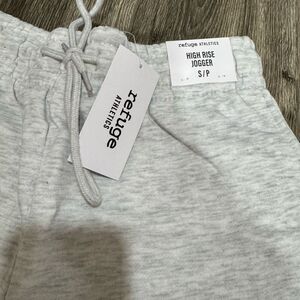 refuge ATHLETICS
HIGH RISE
JOGGER
S/P
refuge
ATHLETICS